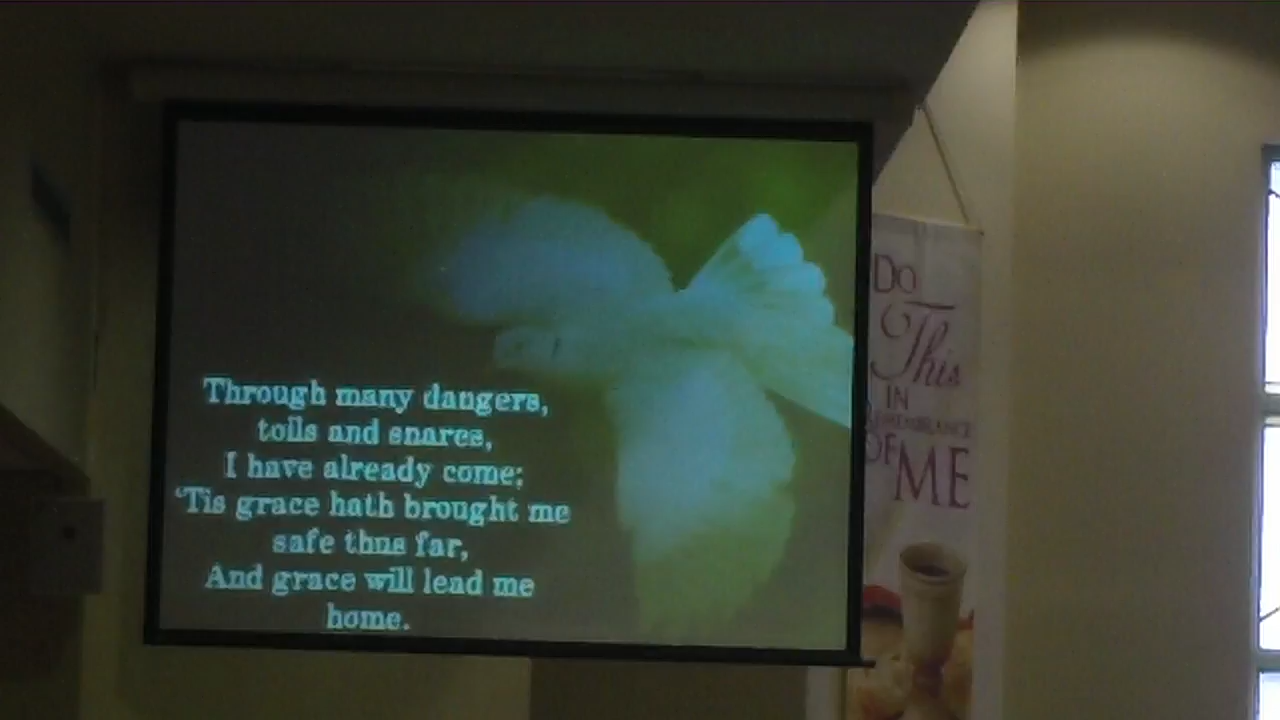 Through many dangers,
toils and snares,
I have already come;
'Tis grace hath brought me
safe thus far,
And grace will lead me
home.
DO
This
IN
REMEMBRANCE
OF ME